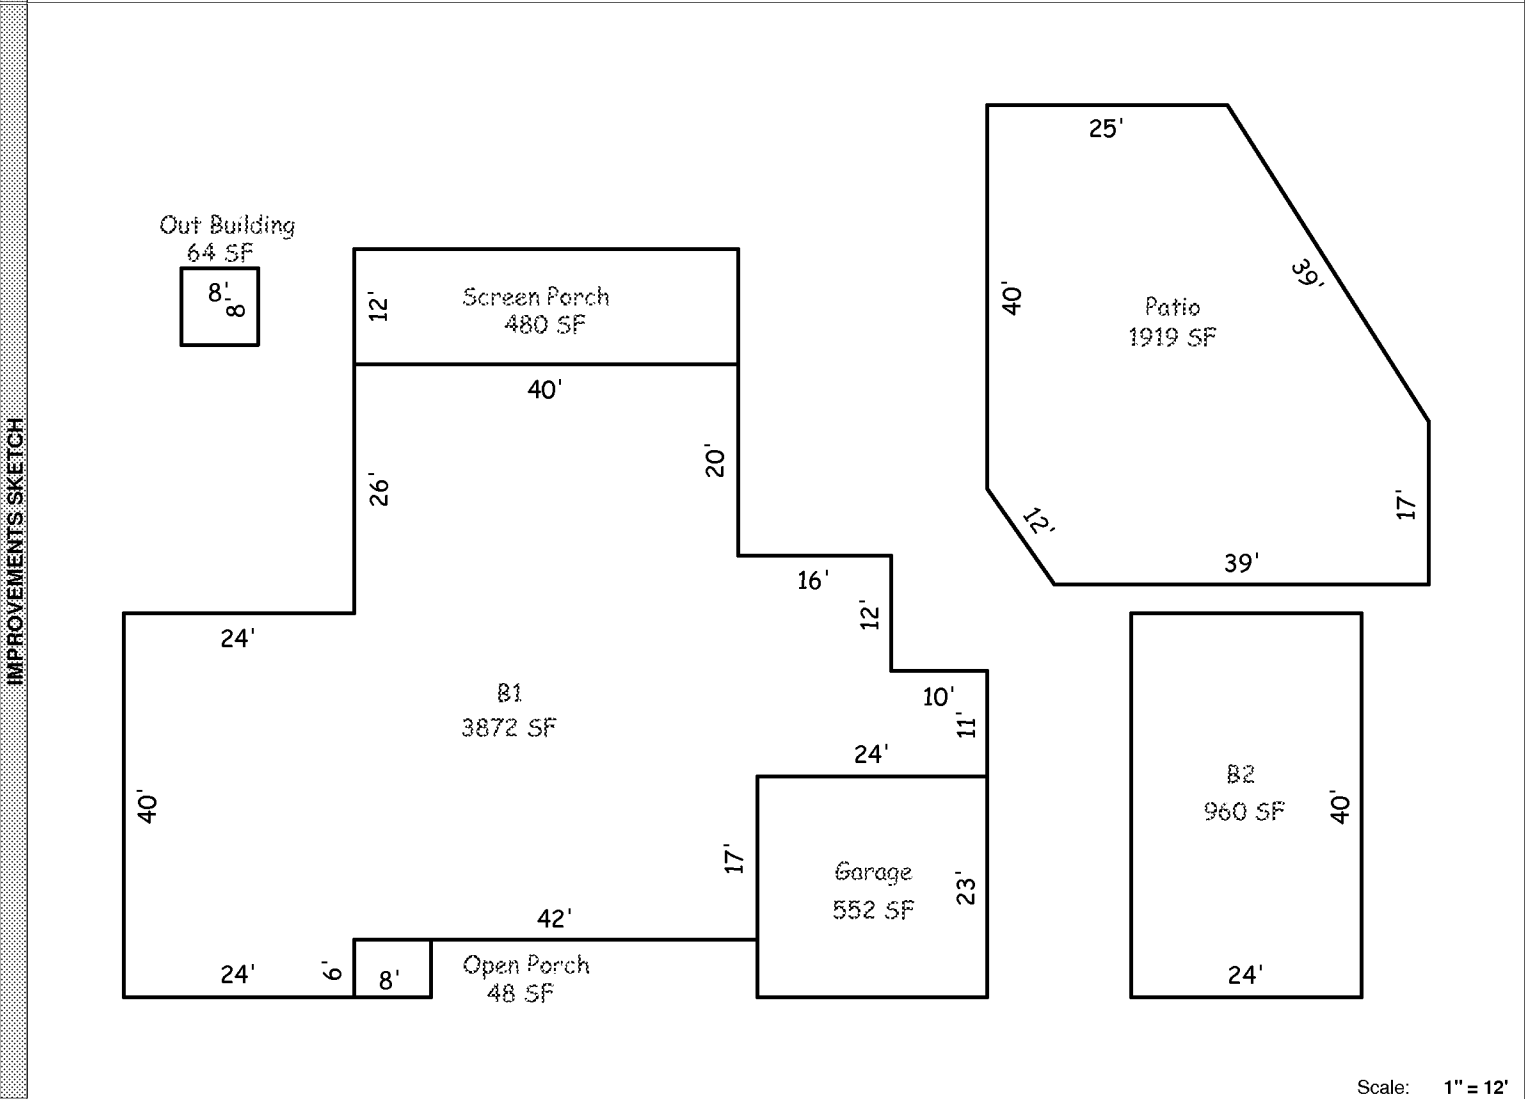 IMPROVEMENTS SKETCH
25'
40'
39'
Patio
1919 SF
12'
39'
17'
Out Building
64 SF
8'
8'
12'
Screen Porch
480 SF
40'
26'
20'
16'
12'
24'
10'
11'
B1
3872 SF
24'
40'
17'
Garage
552 SF
23'
42'
24'
6'
8'
Open Porch
48 SF
B2
960 SF
40'
24'
Scale: 1" = 12'